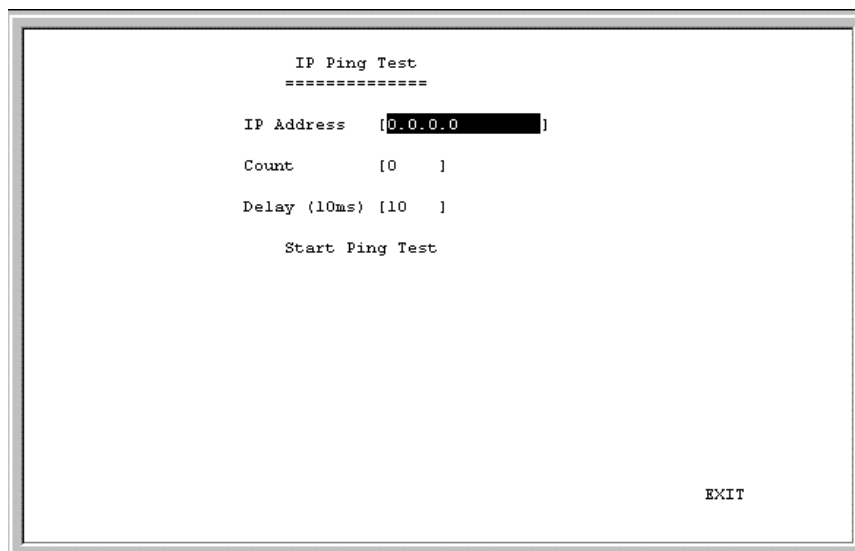 IP Ping Test
==============
IP Address [0.0.0.0 ]
Count [0 ]
Delay (10ms) [10 ]
Start Ping Test
EXIT